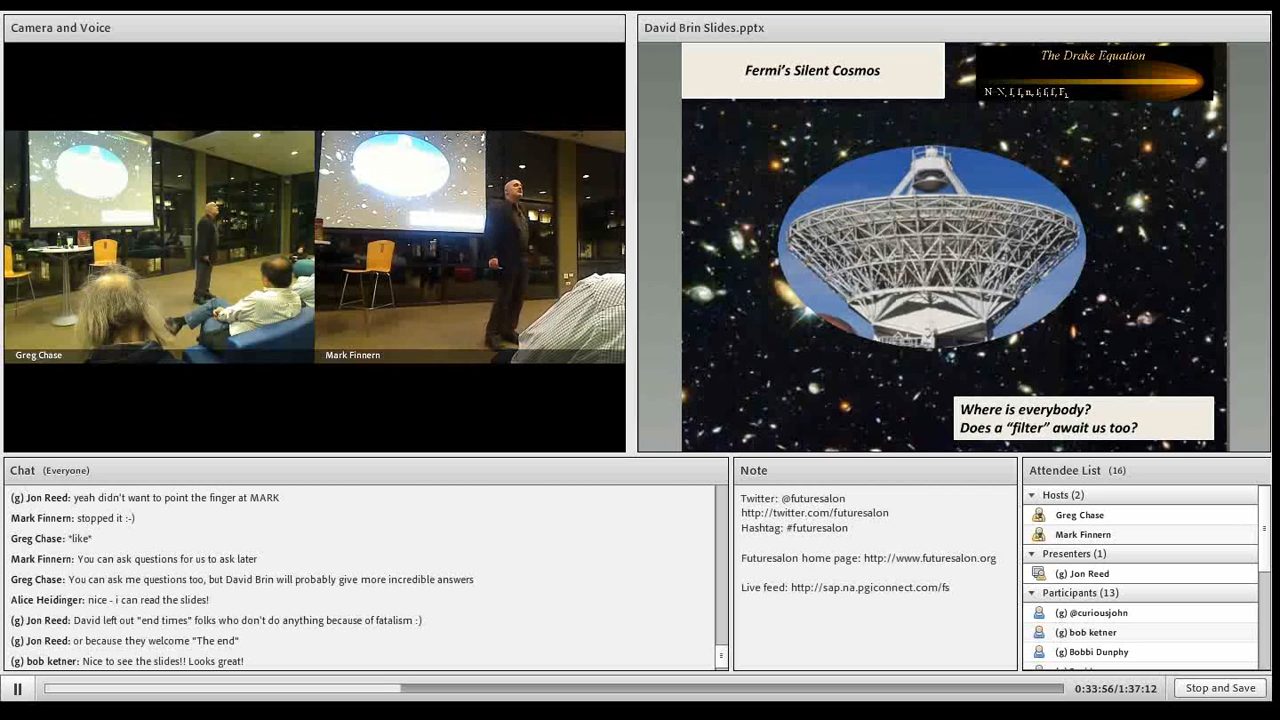 Camera and Voice
David Brin Slides.pptx
Fermi's Silent Cosmos
The Drake Equation
Where is everybody?
Does a “filter” await us too?
Greg Chase
Mark Finnern
Chat (Everyone)
(g) Jon Reed: yeah didn't want to point the finger at MARK
Mark Finnern: stopped it :-)
Greg Chase: *like*
Mark Finnern: You can ask questions for us to ask later
Greg Chase: You can ask me questions too, but David Brin will probably give more incredible answers
Alice Heidinger: nice - i can read the slides!
(g) Jon Reed: David left out "end times" folks who don't do anything because of fatalism :)
(g) Jon Reed: or because they welcome "The end"
(g) bob ketner: Nice to see the slides!! Looks great!
Note
Twitter: @futuresalon
http://twitter.com/futuresalon
Hashtag: #futuresalon
Futuresalon home page: http://www.futuresalon.org
Live feed: http://sap.na.pgiconnect.com/fs
Attendee List (16)
Hosts (2)
Greg Chase
Mark Finnern
Presenters (1)
(g) Jon Reed
Participants (13)
(g) @curiousjohn
(g) bob ketner
(g) Bobbi Dunphy
0:33:56/1:37:12
Stop and Save